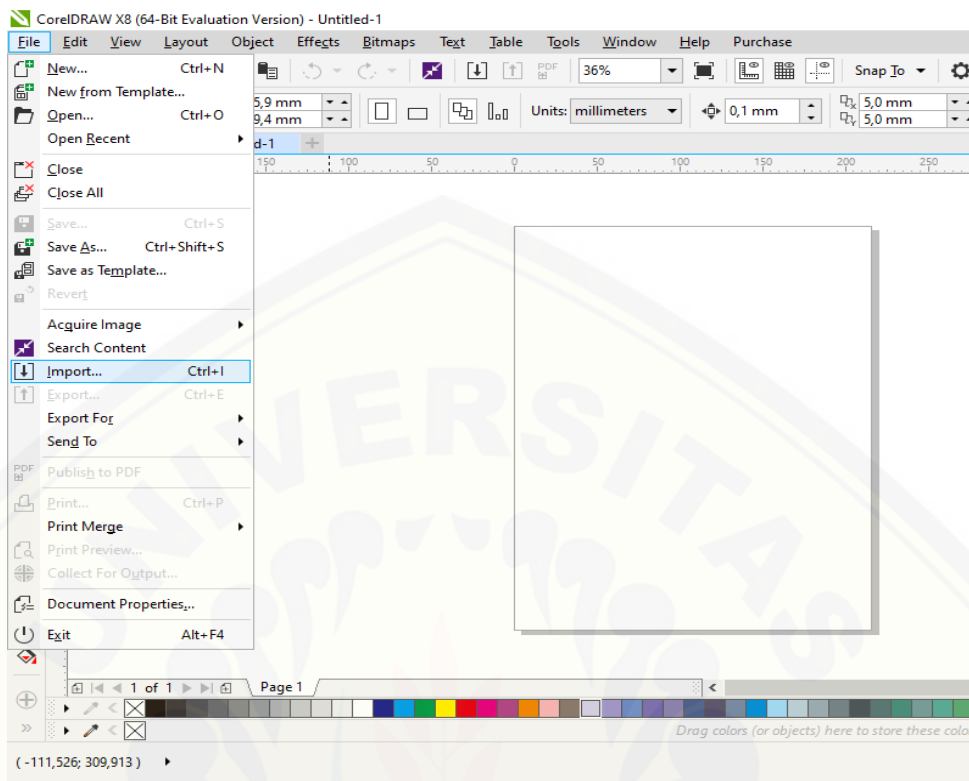 CorelDRAW X8 (64-Bit Evaluation Version) - Untitled-1
File Edit View Layout Object Effects Bitmaps Text Table Tools Window Help Purchase
New... Ctrl+N
PDF 36% Snap To
New from Template...
5,9 mm
9,4 mm
Units: millimeters 0,1 mm 5,0 mm
5,0 mm
Open... Ctrl+O
Open Recent
d-1
150 100 50 0 50 100 150 200 250
Close
Close All
Save... Ctrl+S
Save As... Ctrl+Shift+S
Save as Template...
Revert
Acquire Image
Search Content
Import... Ctrl+I
Export... Ctrl+E
Export For
Send To
PDF Publish to PDF
Print... Ctrl+P
Print Merge
Print Preview...
Collect For Output...
Document Properties...
Exit Alt+F4
UNIVERSITAS
1 of 1 Page 1
Drag colors (or objects) here to store these colo
( -111,526; 309,913 )